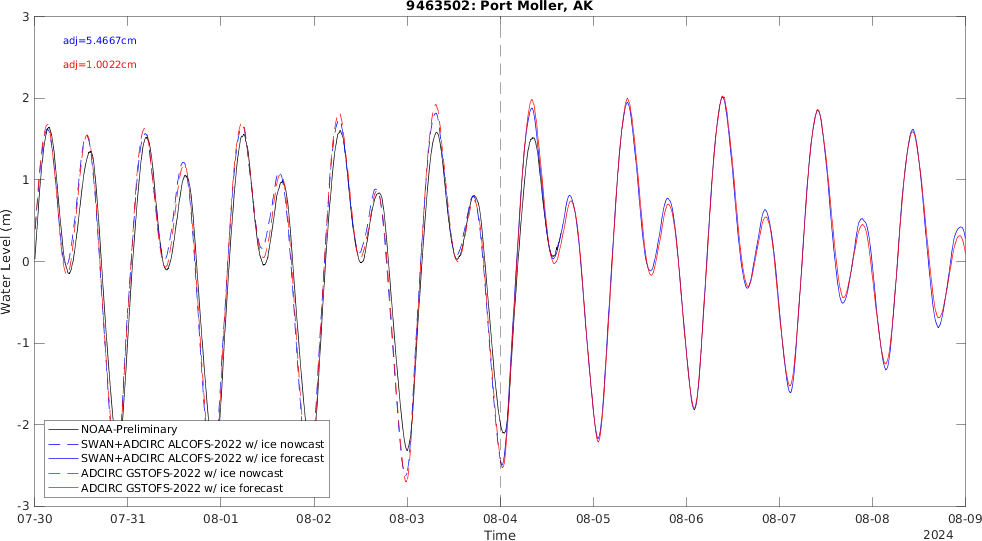 9463502: Port Moller, AK
adj=5.4667cm
adj=1.0022cm
Water Level (m)
3
2
1
0
-1
-2
-3
NOAA-Preliminary
SWAN+ADCIRC ALCOFS-2022 w/ ice nowcast
SWAN+ADCIRC ALCOFS-2022 w/ ice forecast
ADCIRC GSTOFS-2022 w/ ice nowcast
ADCIRC GSTOFS-2022 w/ ice forecast
07-30 07-31 08-01 08-02 08-03 08-04 08-05 08-06 08-07 08-08 08-09
Time
2024